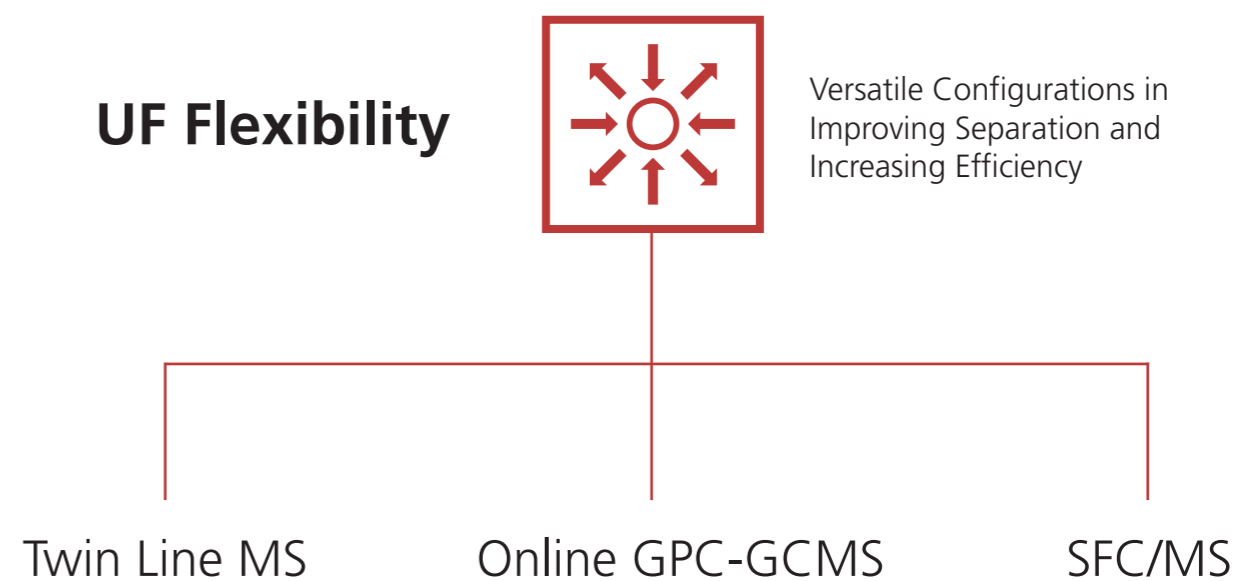 UF Flexibility
Versatile Configurations in
Improving Separation and
Increasing Efficiency
Twin Line MS
Online GPC-GCMS
SFC/MS